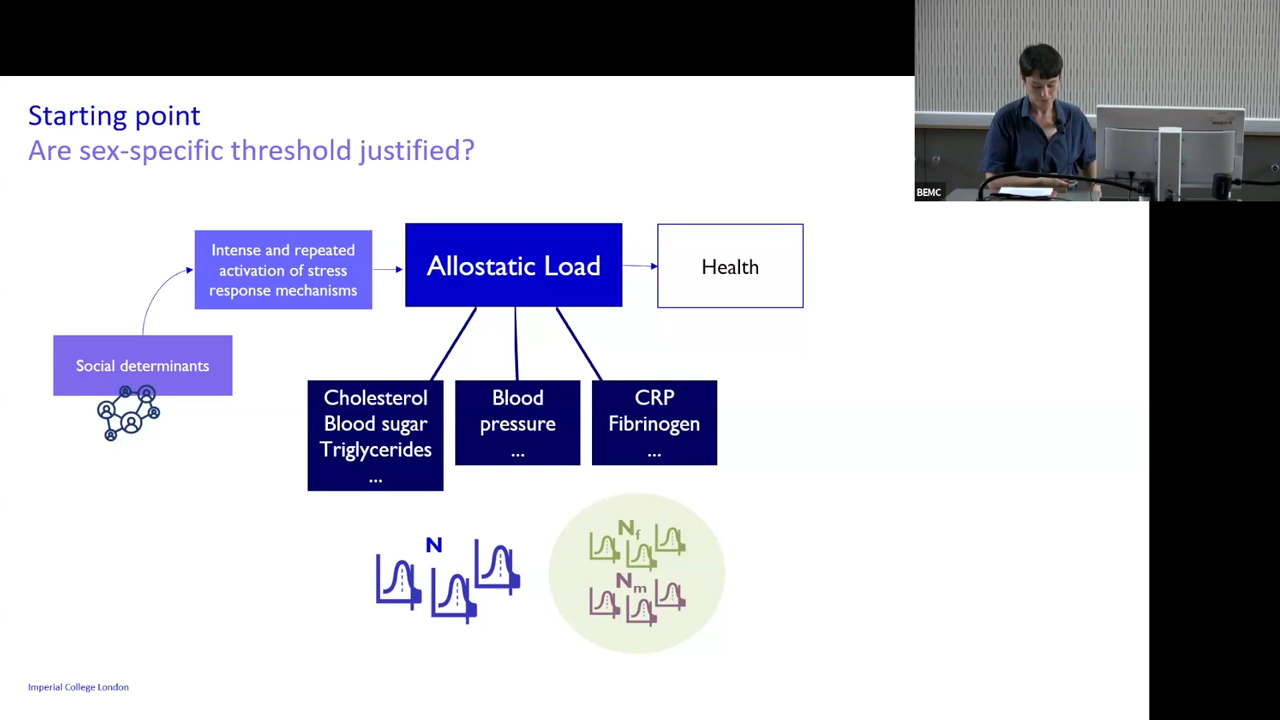 Starting point
Are sex-specific threshold justified?
Intense and repeated
activation of stress
response mechanisms
Allostatic Load
Health
Social determinants
Cholesterol
Blood sugar
Triglycerides
...
Blood
pressure
...
CRP
Fibrinogen
...
N
Nf
Nm
Imperial College London
BEMC